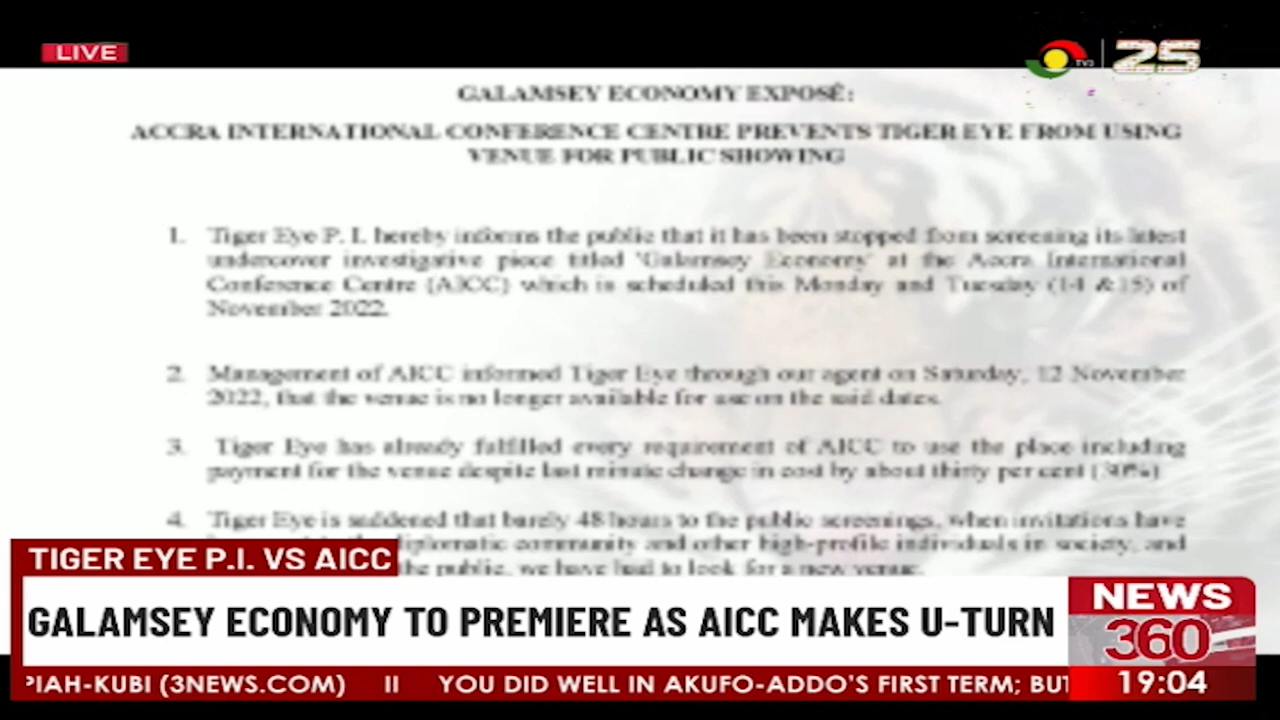 LIVE
TV3
25
GALAMSEY ECONOMY EXPOSÉ:
ACCRA INTERNATIONAL CONFERENCE CENTRE PREVENTS TIGER EYE FROM USING
VENUE FOR PUBLIC SHOWING
1. Tiger Eye P. I. hereby informs the public that it has been stopped from screening its latest
undercover investigative piece titled 'Galamsey Economy' at the Accra International
Conference Centre (AICC) which is scheduled this Monday and Tuesday (14 & 15) of
November 2022.
2. Management of AICC informed Tiger Eye through our agent on Saturday, 12 November
2022, that the venue is no longer available for use on the said dates.
3. Tiger Eye has already fulfilled every requirement of AICC to use the place including
payment for the venue despite last minute change in cost by about thirty per cent (30%)
4. Tiger Eye is saddened that barely 48 hours to the public screenings, when invitations have
diplomatic community and other high-profile individuals in society, and
the public, we have had to look for a new venue.
TIGER EYE P.I. VS AICC
GALAMSEY ECONOMY TO PREMIERE AS AICC MAKES U-TURN
NEWS
360
PIAH-KUBI (3NEWS.COM) II YOU DID WELL IN AKUFO-ADDO'S FIRST TERM; BUT
19:04